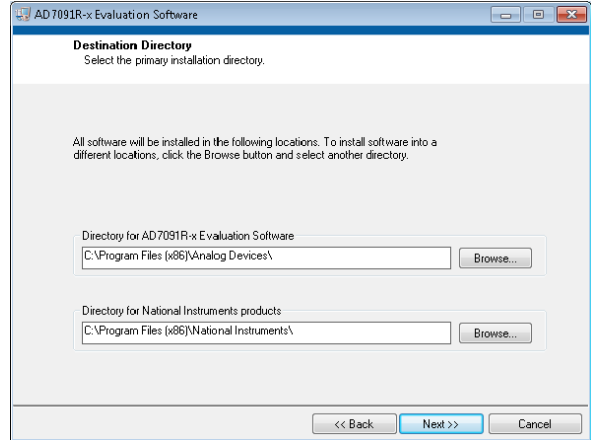 AD7091R-x Evaluation Software
Destination Directory
Select the primary installation directory.
All software will be installed in the following locations. To install software into a
different locations, click the Browse button and select another directory.
Directory for AD7091R-x Evaluation Software
C:\Program Files (x86)\Analog Devices\
Browse...
Directory for National Instruments products
C:\Program Files (x86)\National Instruments\
Browse...
<< Back
Next >>
Cancel